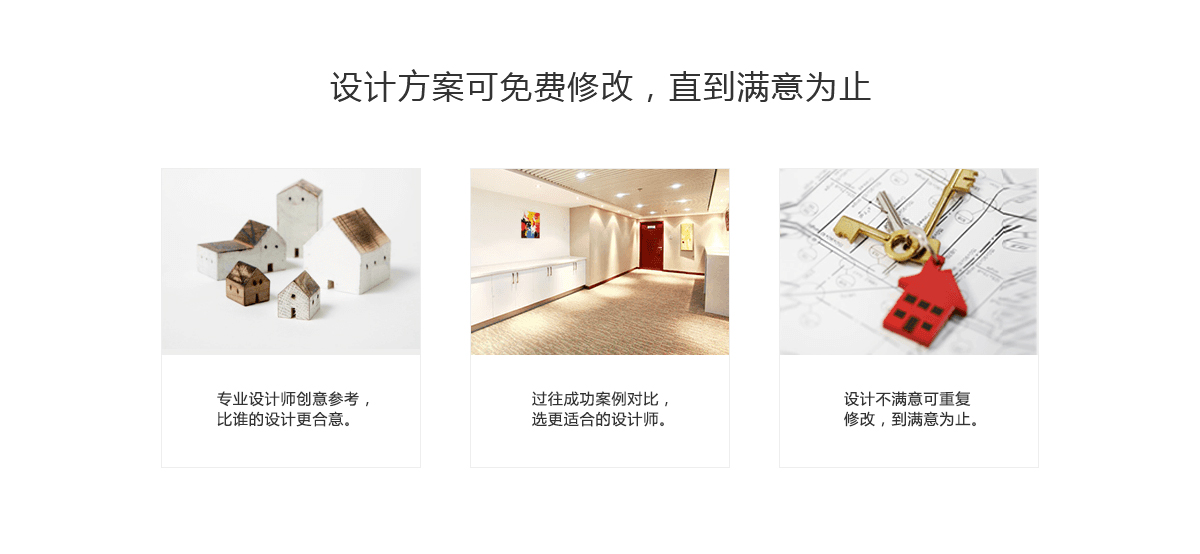 设计方案可免费修改，直到满意为止
专业设计师创意参考，
比谁的设计更合意。
过往成功案例对比，
选更适合的设计师。
设计不满意可重复
修改，到满意为止。